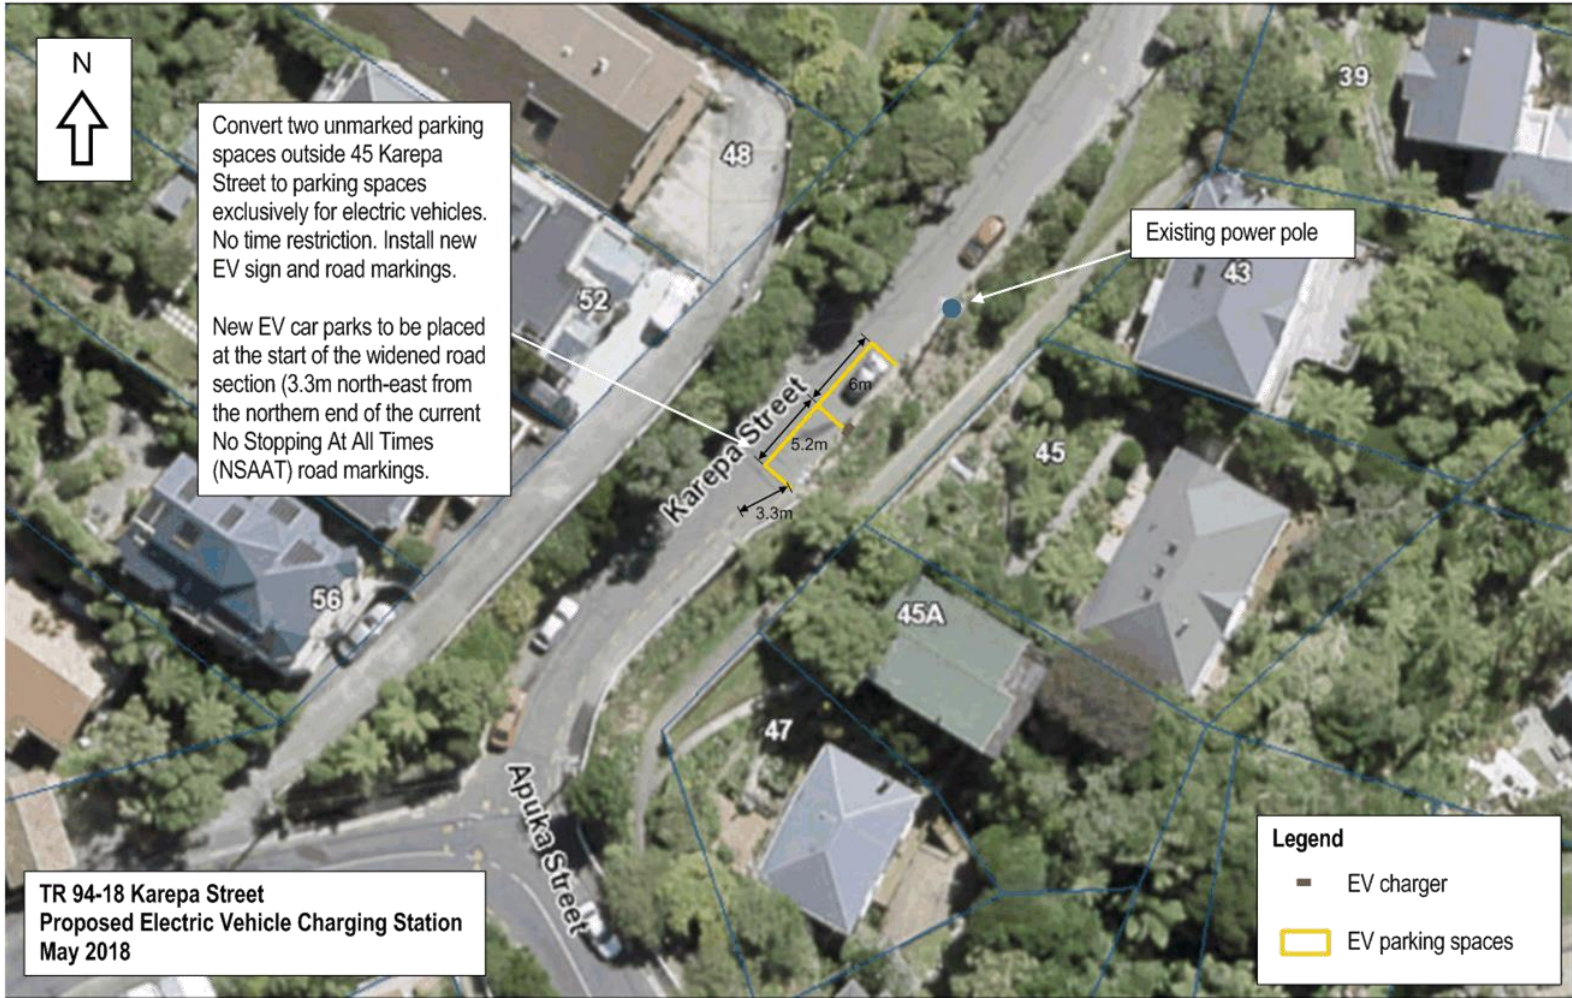 N
Convert two unmarked parking
spaces outside 45 Karepa
Street to parking spaces
exclusively for electric vehicles.
No time restriction. Install new
EV sign and road markings.
New EV car parks to be placed
at the start of the widened road
section (3.3m north-east from
the northern end of the current
No Stopping At All Times
(NSAAT) road markings.
39
48
Existing power pole
43
52
6m
Karepa Street
5.2m
45
3.3m
56
45A
47
Apuka Street
TR 94-18 Karepa Street
Proposed Electric Vehicle Charging Station
May 2018
Legend
EV charger
EV parking spaces